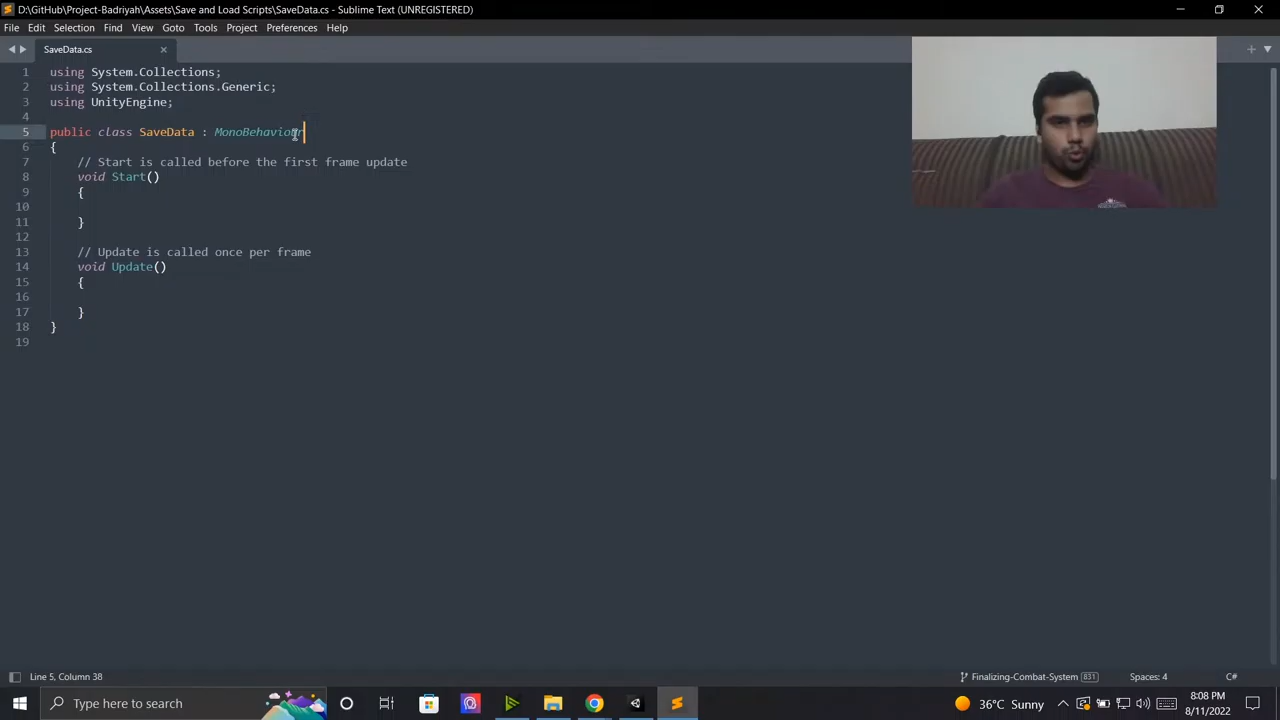 D:\GitHub\Project-Badriyah\Assets\Save and Load Scripts\SaveData.cs - Sublime Text (UNREGISTERED)
File Edit Selection Find View Goto Tools Project Preferences Help
SaveData.cs
1 using System.Collections;
2 using System.Collections.Generic;
3 using UnityEngine;
4
5 public class SaveData : MonoBehaviour
6 {
7 // Start is called before the first frame update
8 void Start()
9 {
10
11 }
12
13 // Update is called once per frame
14 void Update()
15 {
16
17 }
18 }
19
Line 5, Column 38
Finalizing-Combat-System 831
Spaces: 4
C#
Type here to search
36°C Sunny
8:08 PM
8/11/2022